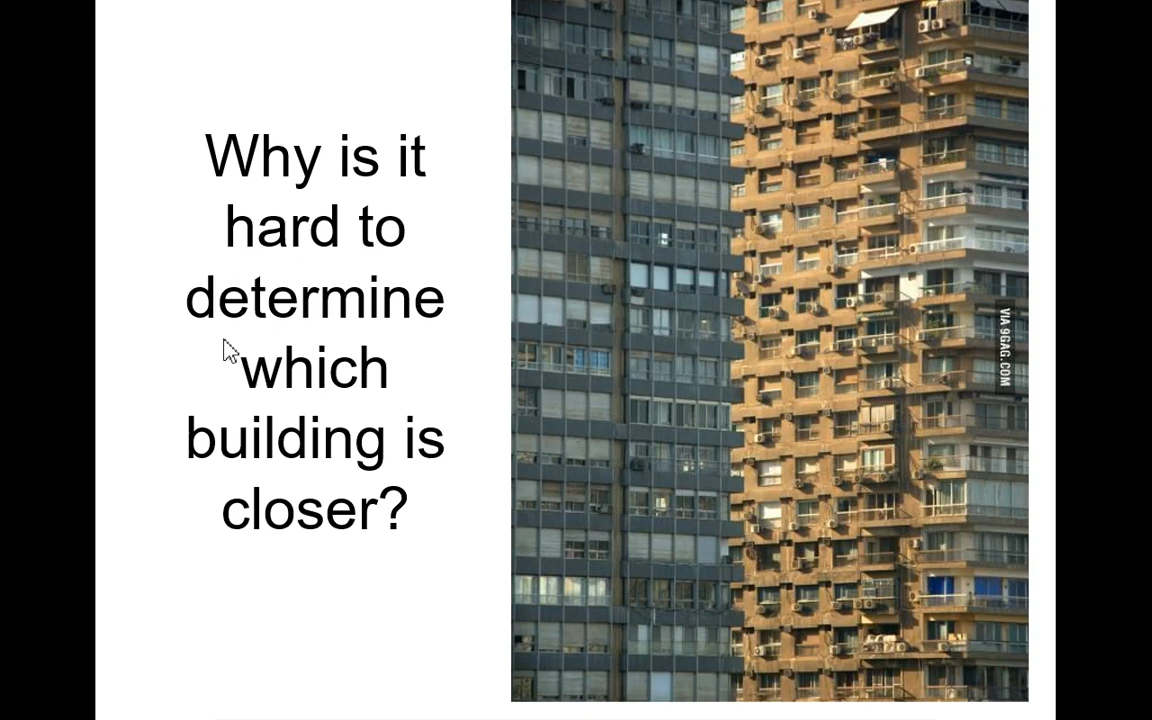 Why is it
hard to
determine
which
building is
closer?
VIA 9GAG.COM